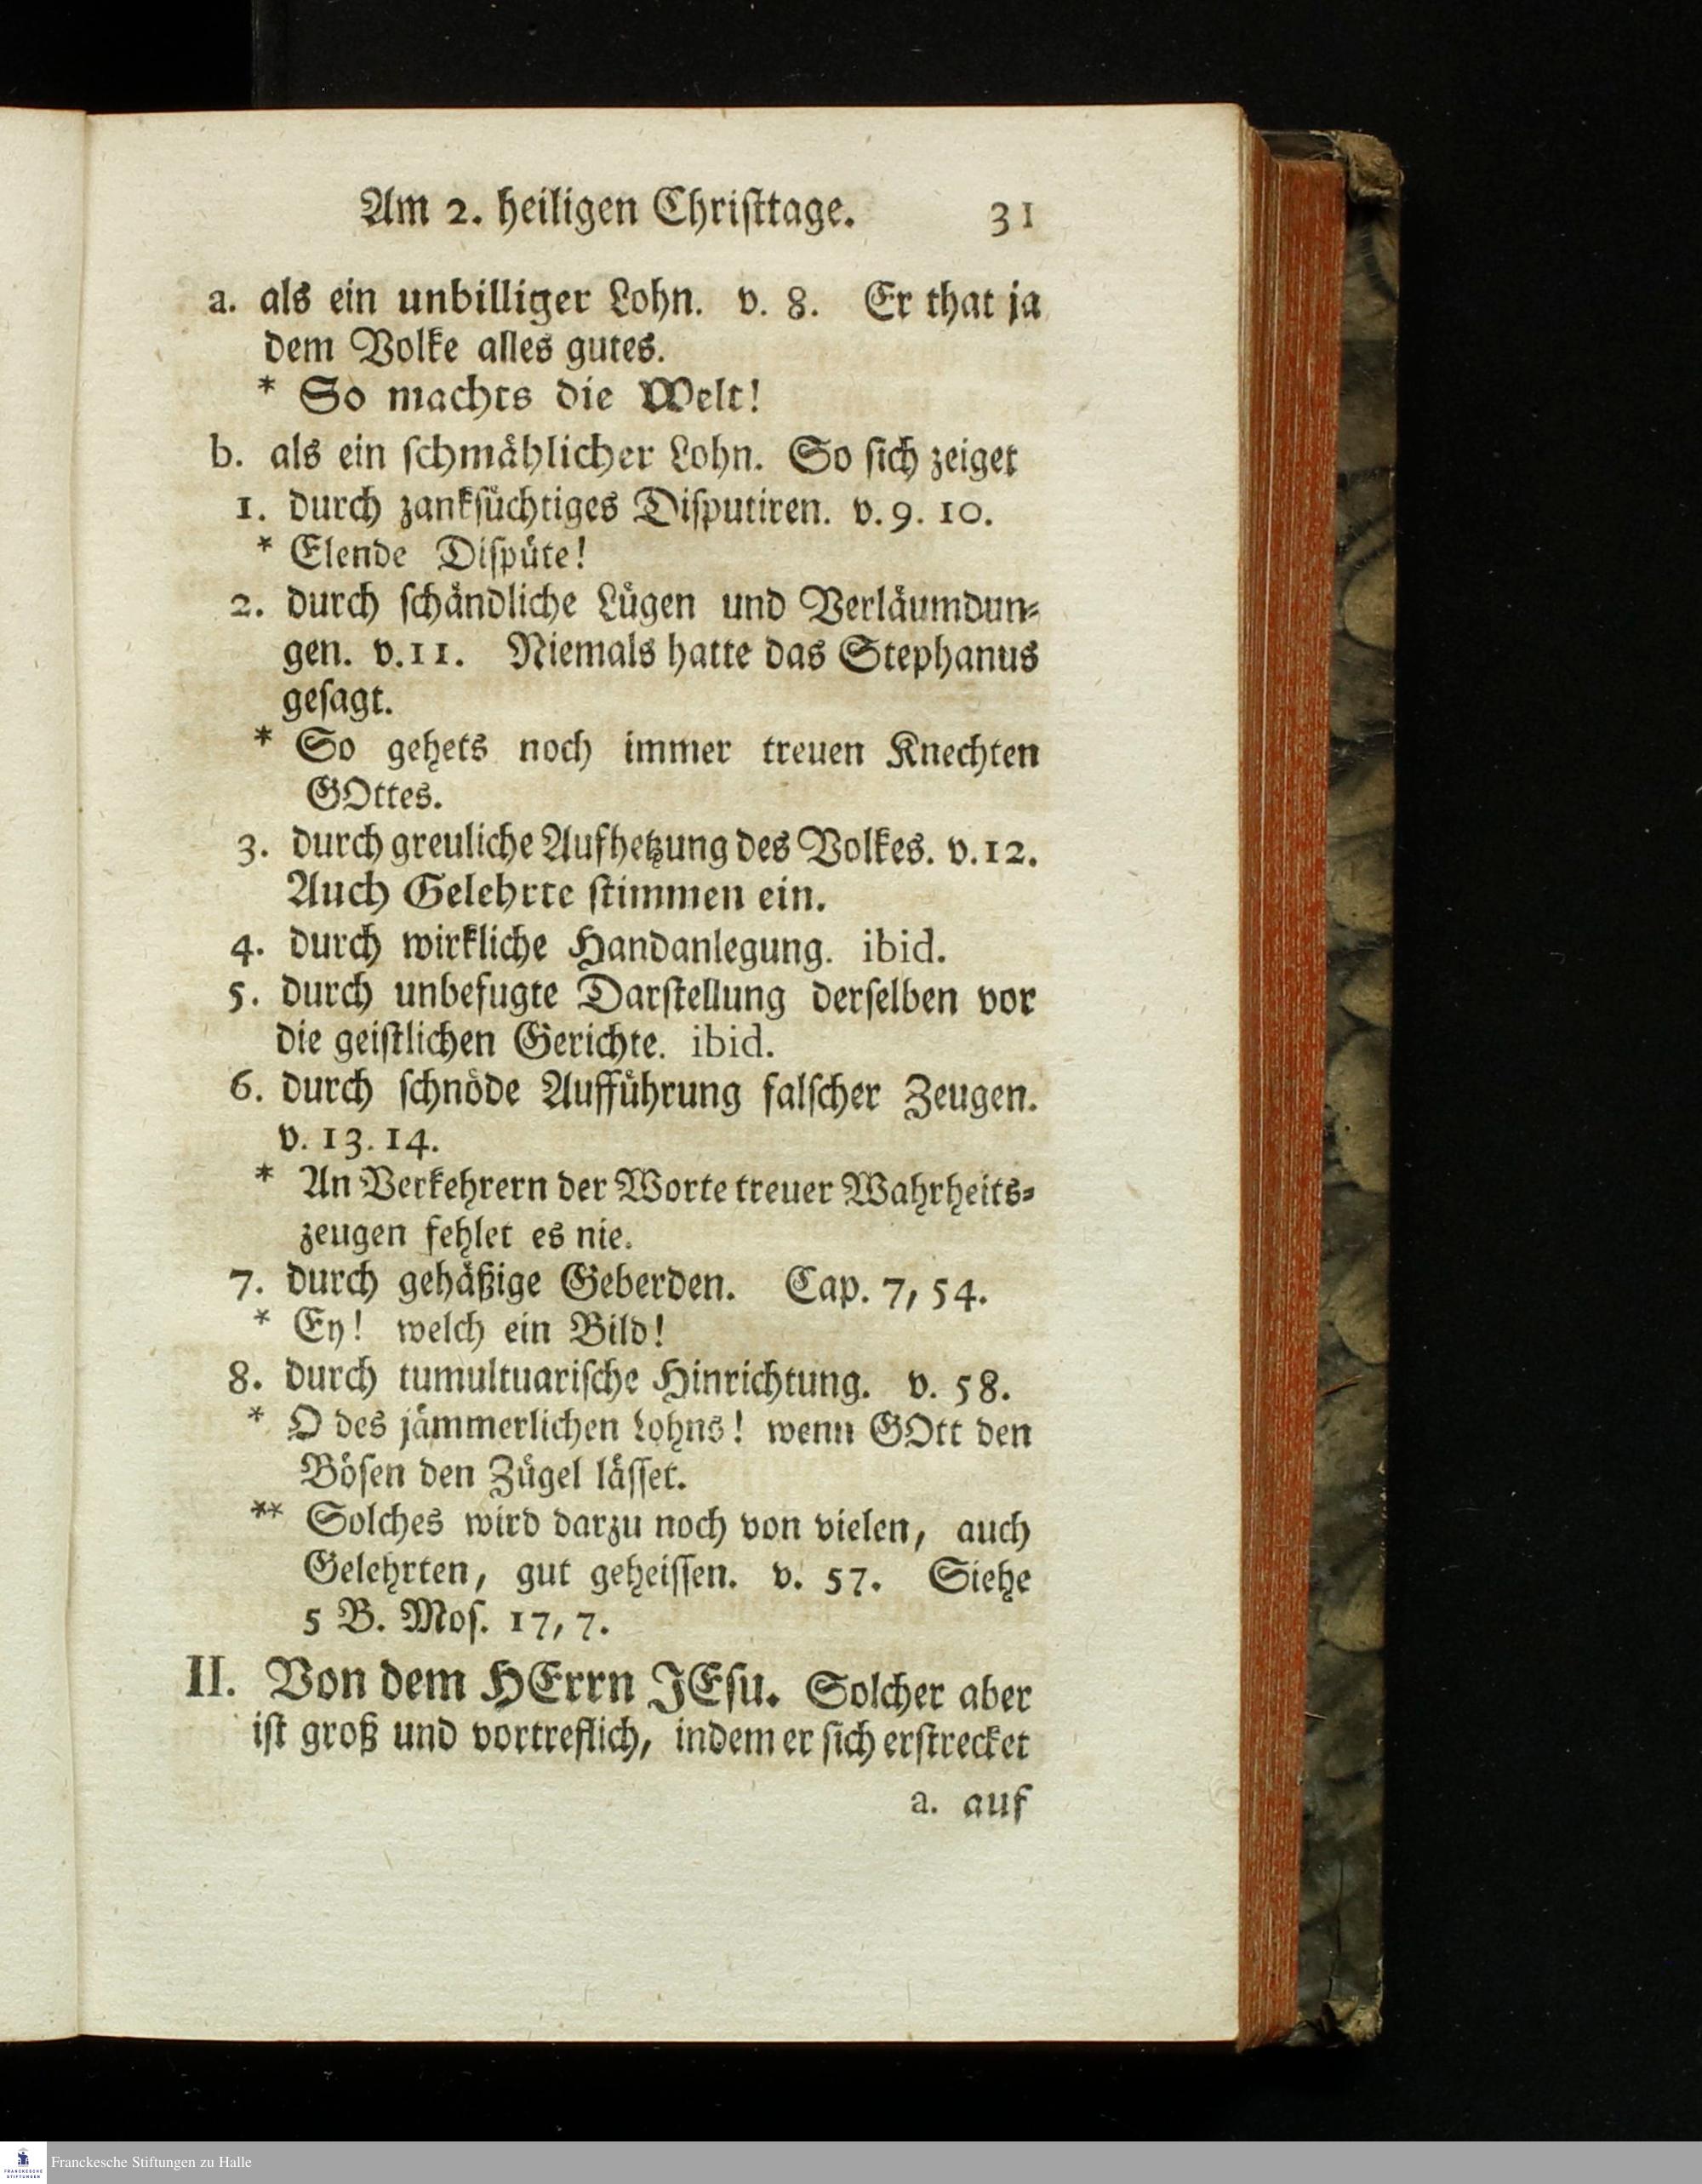 Am 2. heiligen Chriſttage. 31
a. als ein unbilliger Lohn. v. 8. Er that ja
dem Volke alles gutes.
* So machts die Welt!
b. als ein ſchmählicher Lohn. So ſich zeiget
1. durch zankſüchtiges Diſputiren. v. 9. 10.
* Elende Diſpüte!
2. durch ſchändliche Lügen und Verläumdun⸗
gen. v. 11. Niemals hatte das Stephanus
geſagt.
* So gehets noch immer treuen Knechten
GOttes.
3. durch greuliche Aufhetzung des Volkes. v. 12.
Auch Gelehrte ſtimmen ein.
4. durch wirkliche Handanlegung. ibid.
5. durch unbefugte Darſtellung derſelben vor
die geiſtlichen Gerichte. ibid.
6. durch ſchnöde Aufführung falſcher Zeugen.
v. 13. 14.
* An Verkehrern der Worte treuer Wahrheits⸗
zeugen fehlet es nie.
7. durch gehäßige Geberden. Cap. 7, 54.
* Ey! welch ein Bild!
8. durch tumultuariſche Hinrichtung. v. 58.
* O des jämmerlichen Lohns! wenn GOtt den
Böſen den Zügel läſſet.
** Solches wird darzu noch von vielen, auch
Gelehrten, gut geheiſſen. v. 57. Siehe
5 B. Moſ. 17, 7.
II. Von dem HErrn JEſu. Solcher aber
iſt groß und vortreflich, indem er ſich erſtrecket
a. auf
FRANCKESCHE
STIFTUNGEN
Franckesche Stiftungen zu Halle